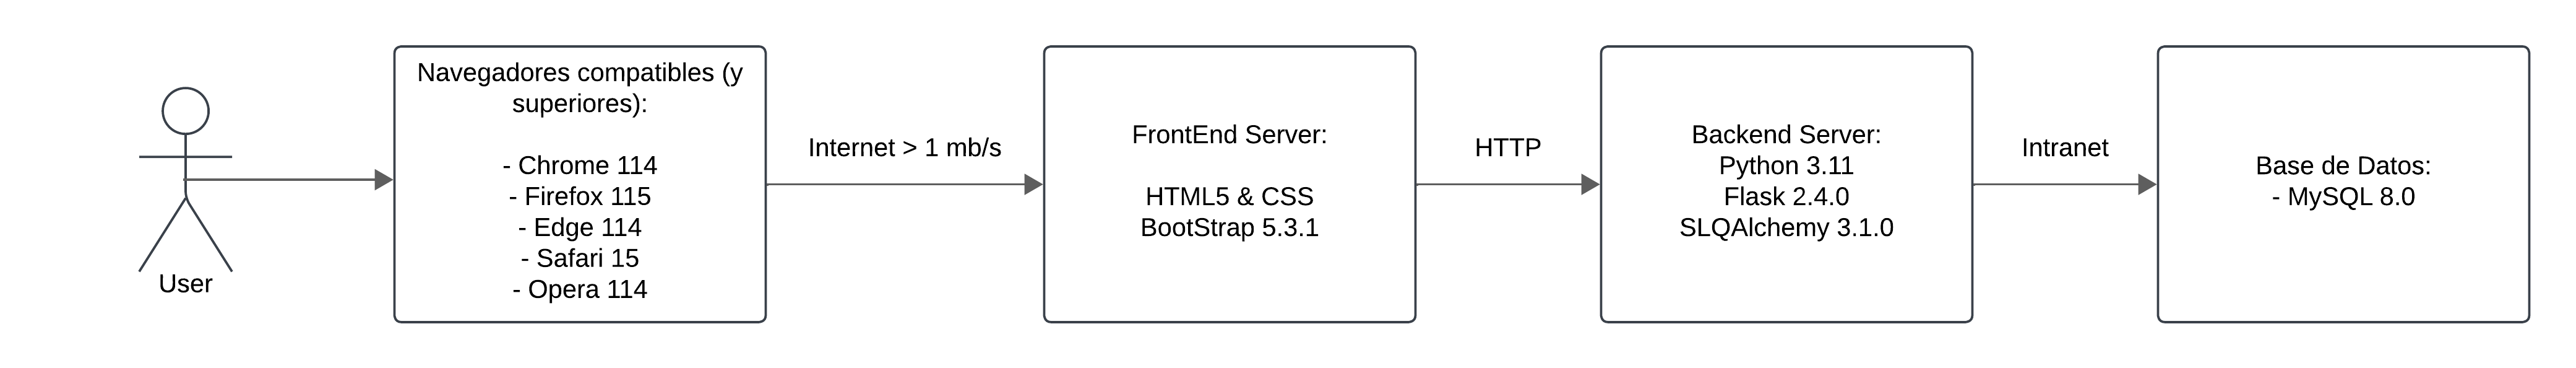 User
Navegadores compatibles (y
superiores):
- Chrome 114
- Firefox 115
- Edge 114
- Safari 15
- Opera 114
Internet > 1 mb/s
FrontEnd Server:
HTML5 & CSS
BootStrap 5.3.1
HTTP
Backend Server:
Python 3.11
Flask 2.4.0
SLQAlchemy 3.1.0
Intranet
Base de Datos:
- MySQL 8.0